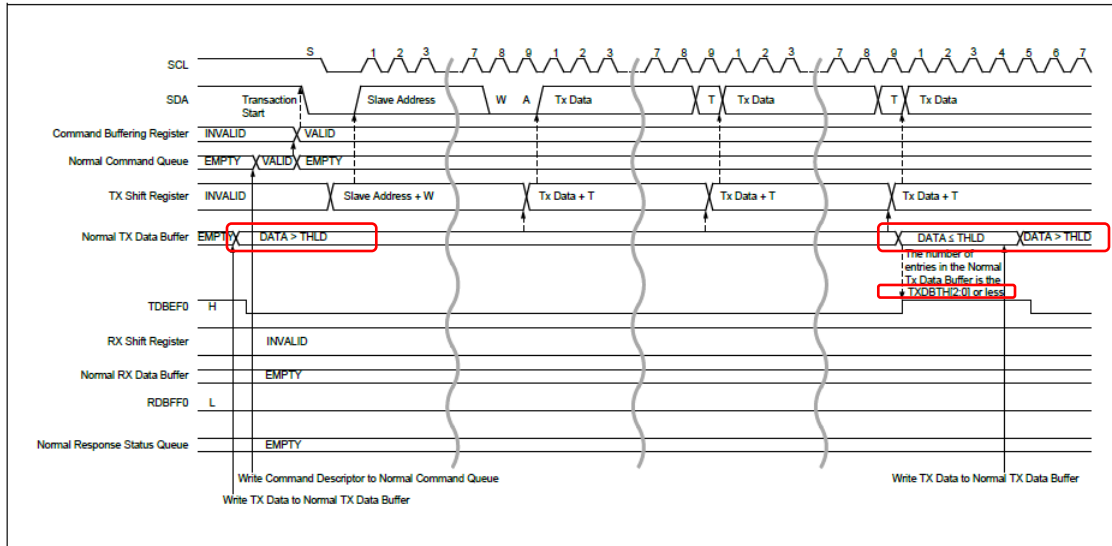 S 1 2 3 7 8 9 1 2 3 7 8 9 1 2 3 7 8 9 1 2 3 4 5 6 7
SCL
SDA Transaction Start Slave Address W A Tx Data T Tx Data T Tx Data
Command Buffering Register INVALID VALID
Normal Command Queue EMPTY VALID EMPTY
TX Shift Register INVALID Slave Address + W Tx Data + T Tx Data + T Tx Data + T
Normal TX Data Buffer EMPTY DATA > THLD DATA ≤ THLD DATA > THLD
The number of
entries in the Normal
Tx Data Buffer is the
TXDBTH[2:0] or less
TDBEF0 H
RX Shift Register INVALID
Normal RX Data Buffer EMPTY
RDBFF0 L
Normal Response Status Queue EMPTY
Write Command Descriptor to Normal Command Queue Write TX Data to Normal TX Data Buffer
Write TX Data to Normal TX Data Buffer